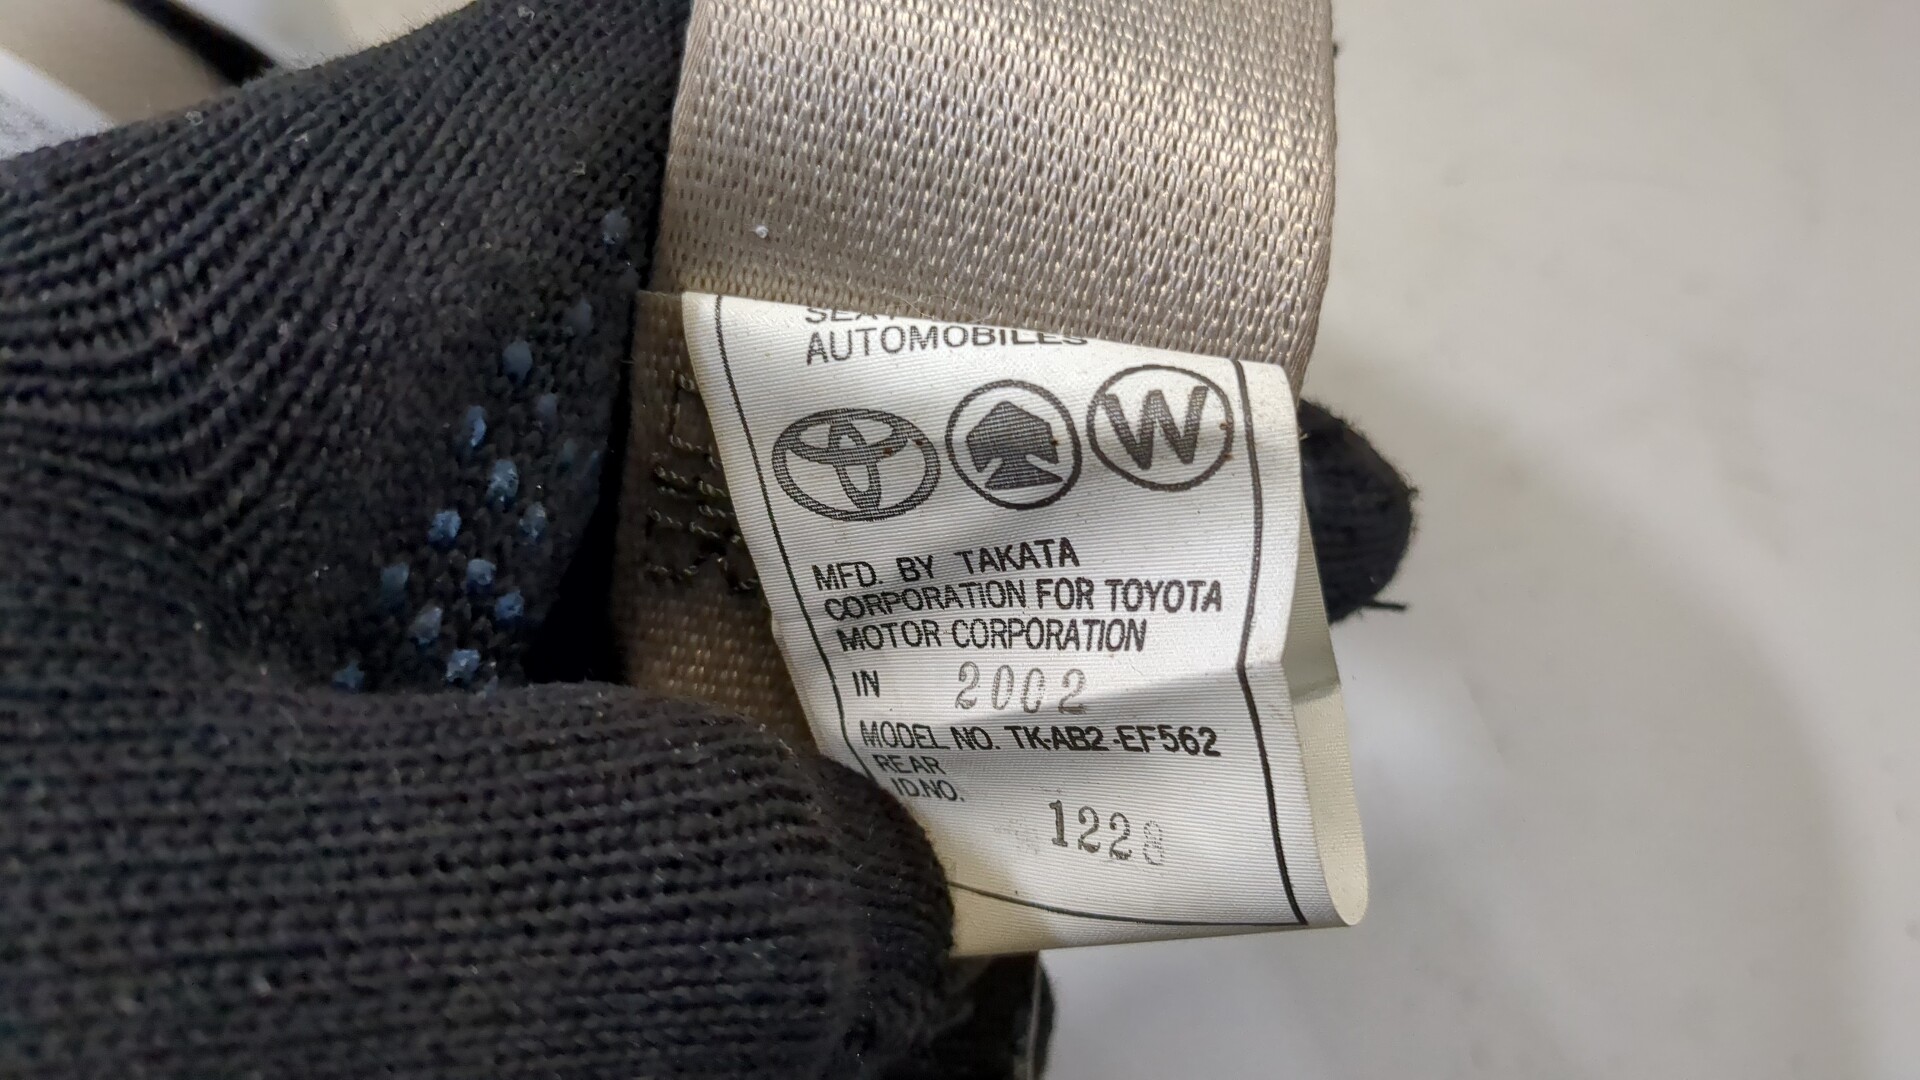 AUTOMOBILES
W
MFD. BY TAKATA
CORPORATION FOR TOYOTA
MOTOR CORPORATION
IN 2002
MODEL NO. TK-AB2-EF562
REAR
ID.NO.
1228